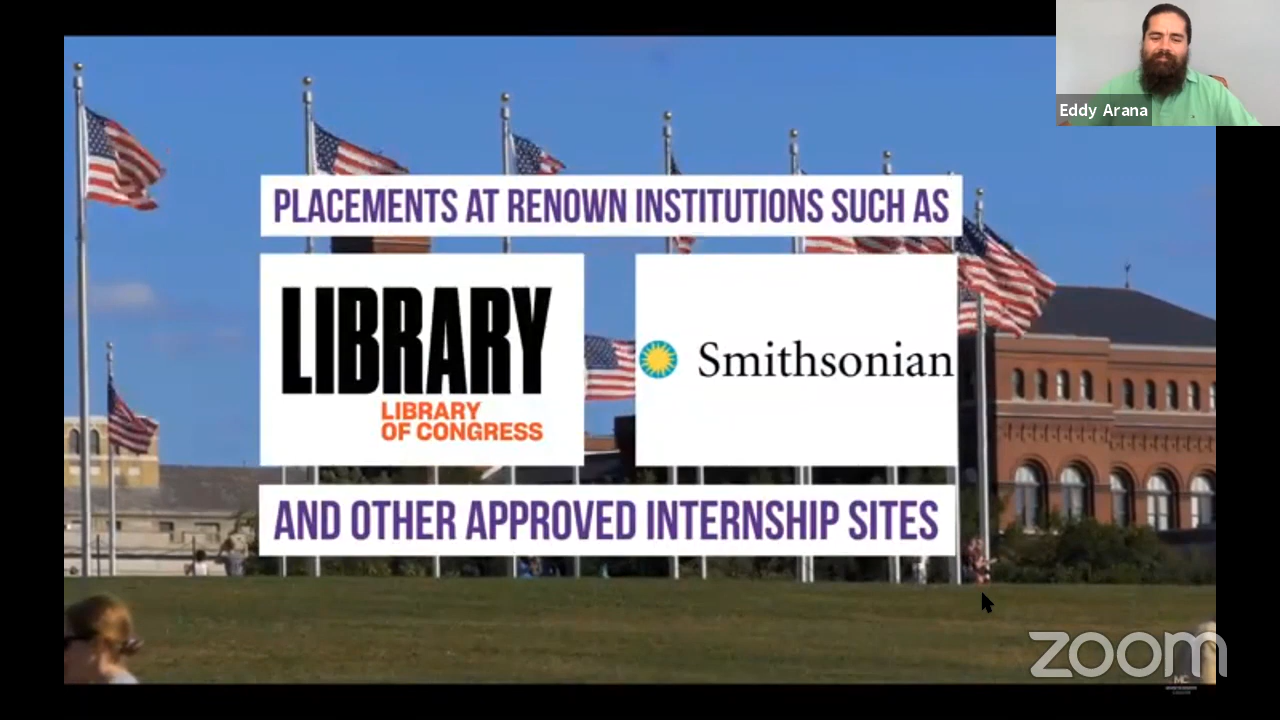 Eddy Arana
PLACEMENTS AT RENOWN INSTITUTIONS SUCH AS
LIBRARY
LIBRARY
OF CONGRESS
Smithsonian
AND OTHER APPROVED INTERNSHIP SITES
zoom
MC